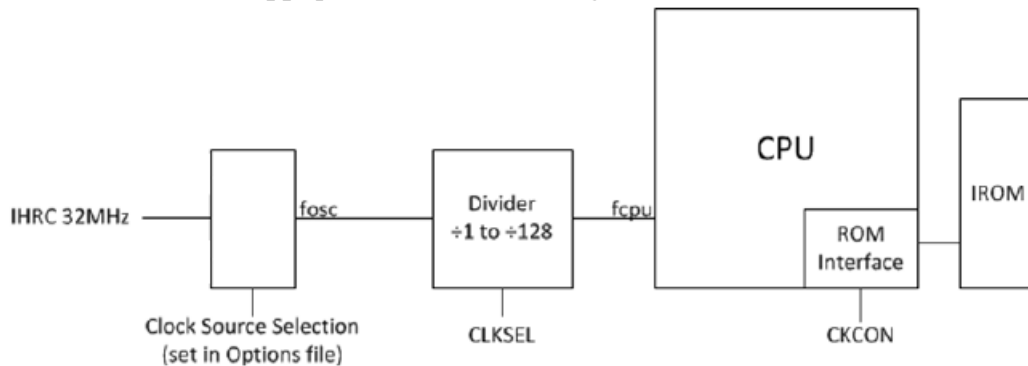 IHRC 32MHz
fosc
Divider
÷1 to ÷128
fcpu
CPU
ROM
Interface
IROM
Clock Source Selection
(set in Options file)
CLKSEL
CKCON